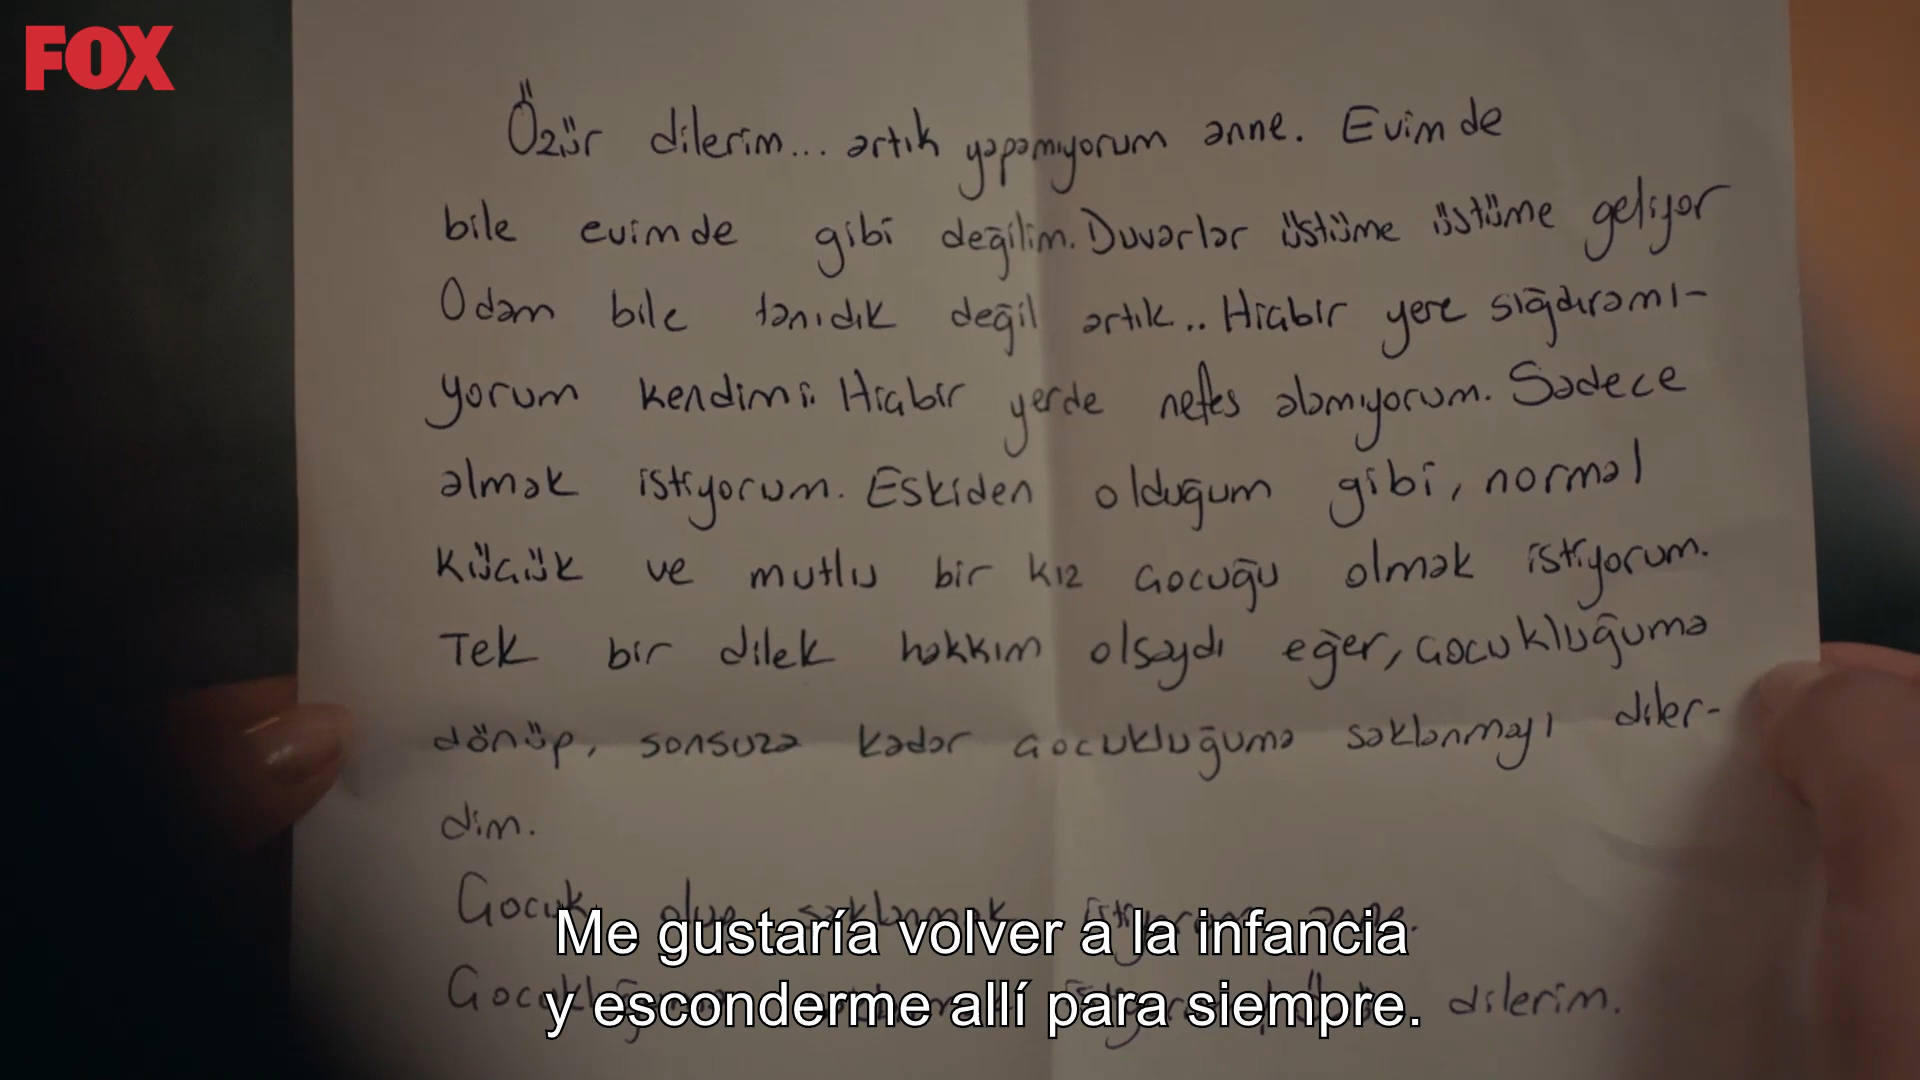 FOX
Özür dilerim... artık yapamıyorum anne. Evimde
bile evimde gibi değilim. Duvarlar üstüme üstüme geliyor
Odam bile tanıdık değil artık.. Hiçbir yere sığdıramı-
yorum kendimi. Hiçbir yerde nefes alamıyorum. Sadece
almak istiyorum. Eskiden olduğum gibi, normal
küçük ve mutlu bir kız çocuğu olmak istiyorum.
Tek bir dilek hakkım olsaydı eğer, çocukluğuma
dönüp, sonsuza kadar çocukluğuma saklanmayı diler-
dim.
Çocuk
Me gustaría volver a la infancia
dilerim.
y esconderme allí para siempre.